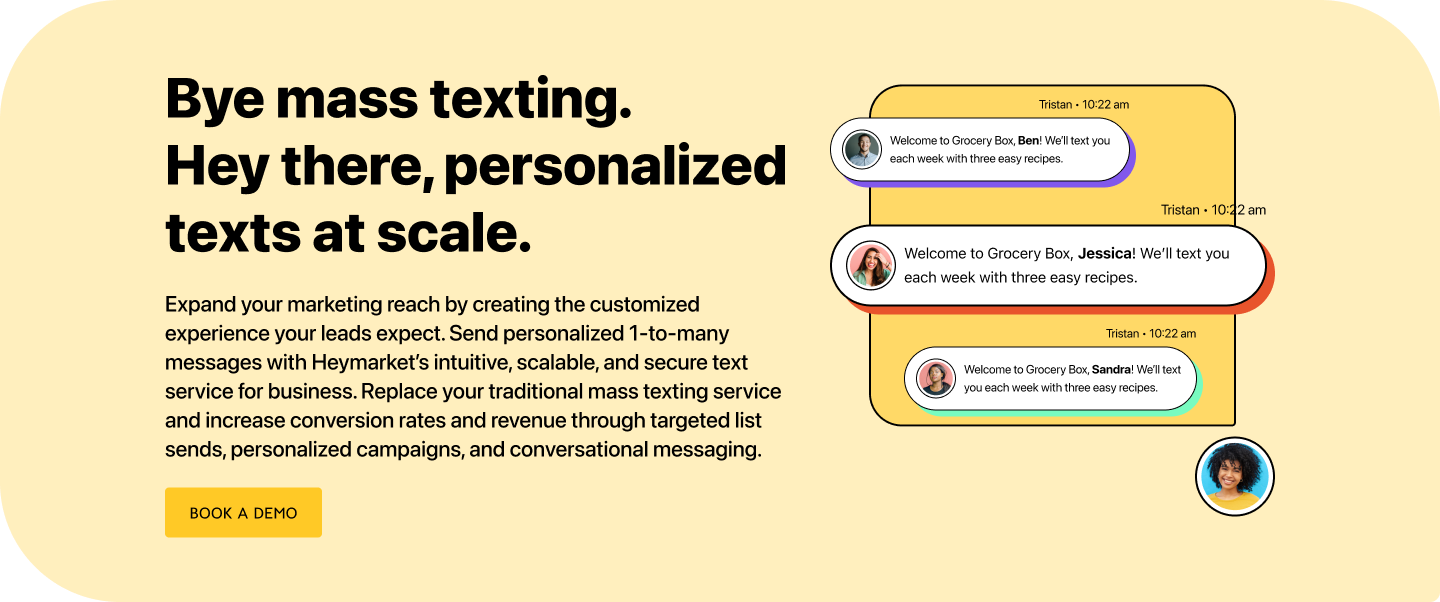 Bye mass texting.
Hey there, personalized
texts at scale.
Expand your marketing reach by creating the customized
experience your leads expect. Send personalized 1-to-many
messages with Heymarket’s intuitive, scalable, and secure text
service for business. Replace your traditional mass texting service
and increase conversion rates and revenue through targeted list
sends, personalized campaigns, and conversational messaging.
BOOK A DEMO
Tristan • 10:22 am
Welcome to Grocery Box, Ben! We’ll text you
each week with three easy recipes.
Tristan • 10:22 am
Welcome to Grocery Box, Jessica! We’ll text you
each week with three easy recipes.
Tristan • 10:22 am
Welcome to Grocery Box, Sandra! We’ll text
you each week with three easy recipes.